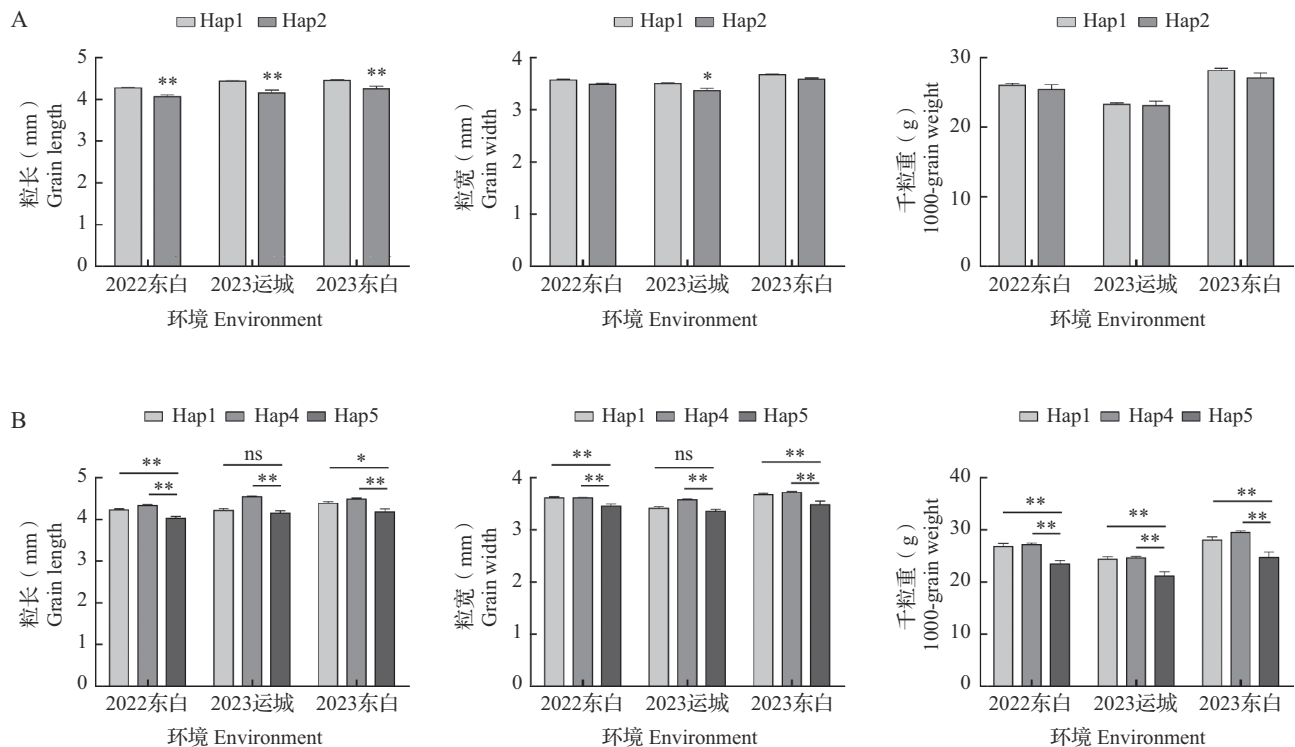 A
Hap1 Hap2
粒长（mm）
Grain length
5
4
3
2
1
0
** ** **
2022东白 2023运城 2023东白
环境 Environment
Hap1 Hap2
粒宽（mm）
Grain width
4
3
2
1
0
*
2022东白 2023运城 2023东白
环境 Environment
Hap1 Hap2
千粒重（g）
1000-grain weight
30
20
10
0
2022东白 2023运城 2023东白
环境 Environment
B
Hap1 Hap4 Hap5
粒长（mm）
Grain length
5
4
3
2
1
0
** ns *
** ** **
2022东白 2023运城 2023东白
环境 Environment
Hap1 Hap4 Hap5
粒宽（mm）
Grain width
4
3
2
1
0
** ns **
** ** **
2022东白 2023运城 2023东白
环境 Environment
Hap1 Hap4 Hap5
千粒重（g）
1000-grain weight
40
30
20
10
0
** ** **
** ** **
2022东白 2023运城 2023东白
环境 Environment